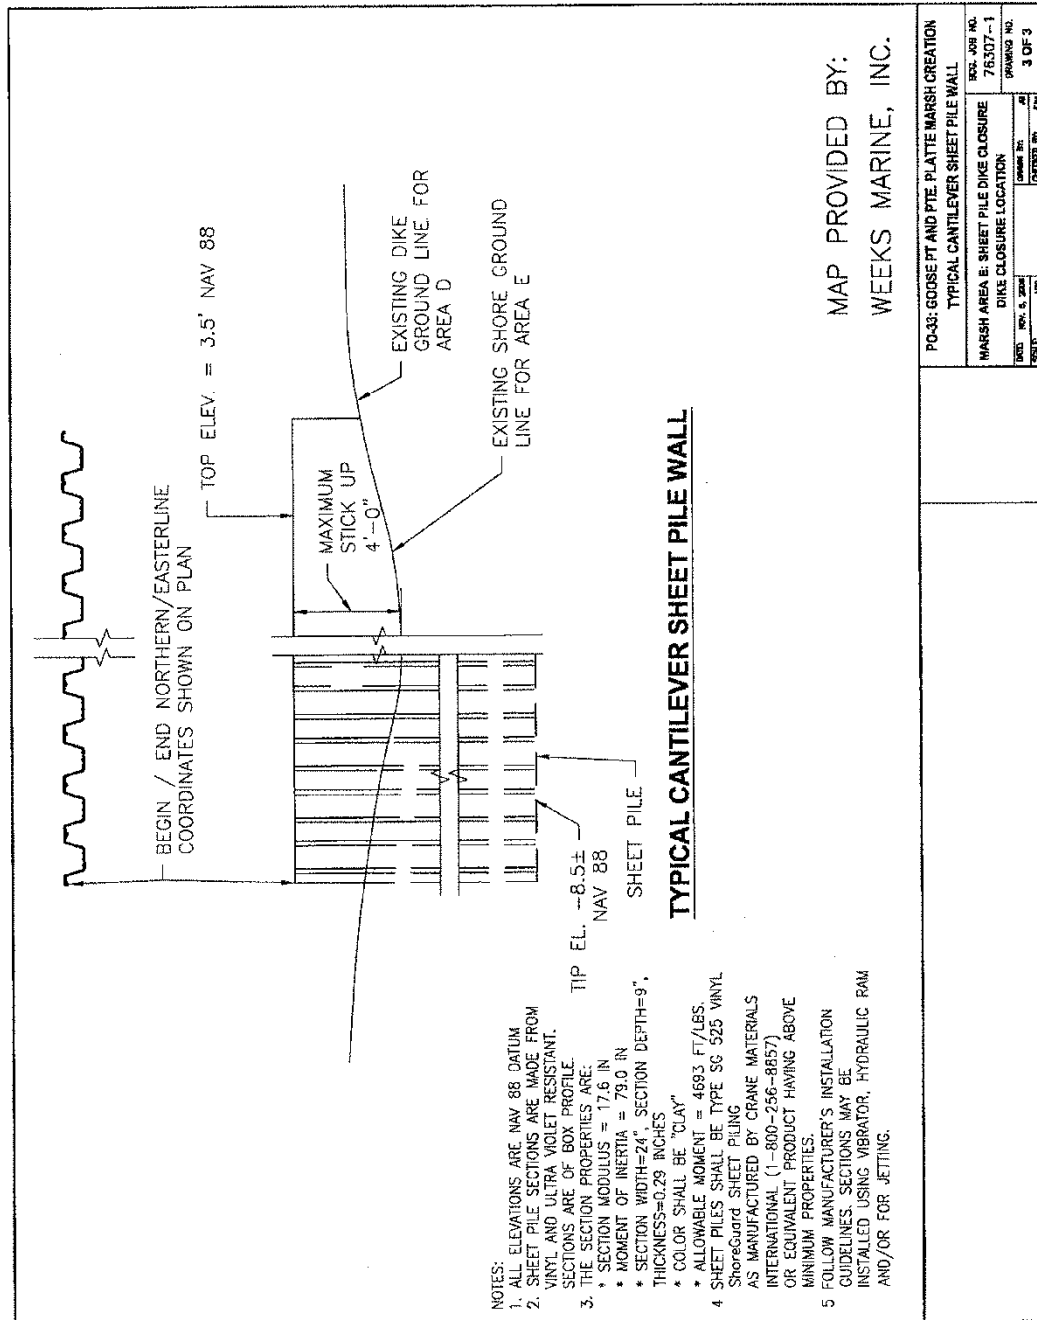 BEGIN / END NORTHERN/EASTERLINE
COORDINATES SHOWN ON PLAN
TOP ELEV. = 3.5' NAV 88
MAXIMUM
STICK UP
4'-0"
EXISTING DIKE
GROUND LINE FOR
AREA D
EXISTING SHORE GROUND
LINE FOR AREA E
TIP EL. -8.5±
NAV 88
SHEET PILE
TYPICAL CANTILEVER SHEET PILE WALL
NOTES:
1. ALL ELEVATIONS ARE NAV 88 DATUM
2. SHEET PILE SECTIONS ARE MADE FROM
VINYL AND ULTRA VIOLET RESISTANT.
SECTIONS ARE OF BOX PROFILE.
3. THE SECTION PROPERTIES ARE:
* SECTION MODULUS = 17.6 IN
* MOMENT OF INERTIA = 79.0 IN
* SECTION WIDTH=24", SECTION DEPTH=9",
THICKNESS=0.29 INCHES
* COLOR SHALL BE "CLAY"
* ALLOWABLE MOMENT = 4693 FT/LBS.
4 SHEET PILES SHALL BE TYPE SG 525 VINYL
ShoreGuard SHEET PILING
AS MANUFACTURED BY CRANE MATERIALS
INTERNATIONAL (1-800-256-8857)
OR EQUIVALENT PRODUCT HAVING ABOVE
MINIMUM PROPERTIES.
5 FOLLOW MANUFACTURER'S INSTALLATION
GUIDELINES. SECTIONS MAY BE
INSTALLED USING VIBRATOR, HYDRAULIC RAM
AND/OR FOR JETTING.
MAP PROVIDED BY:
WEEKS MARINE, INC.
PO-33: GOOSE PT AND PTE. PLATTE MARSH CREATION
TYPICAL CANTILEVER SHEET PILE WALL
MARSH AREA E: SHEET PILE DIKE CLOSURE
DIKE CLOSURE LOCATION
JOB NO.
76307-1
DRAWING NO.
3 OF 3
DATE: NOV. 5, 2008
DRAWN BY: